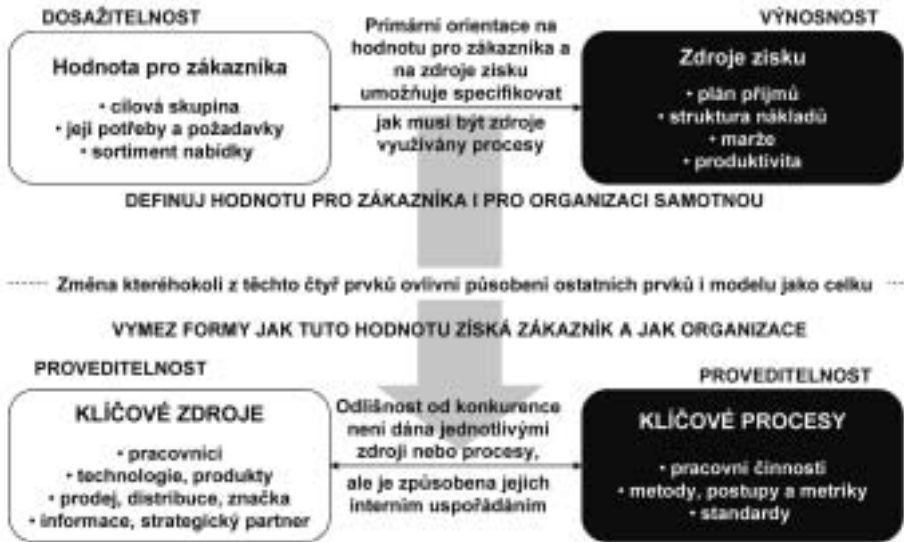 DOSAŽITELNOST
Hodnota pro zákazníka
• cílová skupina
• její potřeby a požadavky
• sortiment nabídky
Primární orientace na
hodnotu pro zákazníka a
na zdroje zisku
umožňuje specifikovat
jak musí být zdroje
využívány procesy
VÝNOSNOST
Zdroje zisku
• plán příjmů
• struktura nákladů
• marže
• produktivita
DEFINUJ HODNOTU PRO ZÁKAZNÍKA I PRO ORGANIZACI SAMOTNOU
Změna kteréhokoli z těchto čtyř prvků ovlivní působení ostatních prvků i modelu jako celku
VYMEZ FORMY JAK TUTO HODNOTU ZÍSKÁ ZÁKAZNÍK A JAK ORGANIZACE
PROVEDITELNOST
KLÍČOVÉ ZDROJE
• pracovníci
• technologie, produkty
• prodej, distribuce, značka
• informace, strategický partner
Odlišnost od konkurence
není dána jednotlivými
zdroji nebo procesy,
ale je způsobena jejich
interním uspořádáním
PROVEDITELNOST
KLÍČOVÉ PROCESY
• pracovní činnosti
• metody, postupy a metriky
• standardy